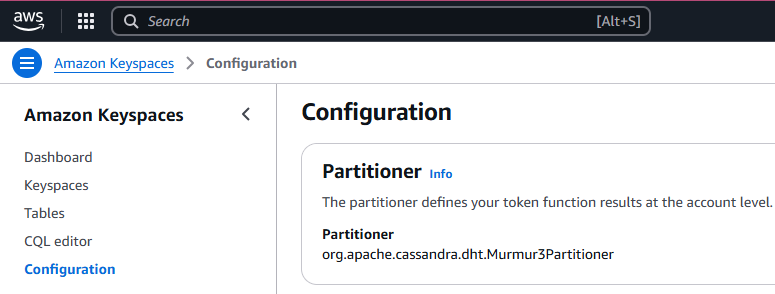 aws Search [Alt+S]
Amazon Keyspaces > Configuration
Amazon Keyspaces
Dashboard
Keyspaces
Tables
CQL editor
Configuration
Configuration
Partitioner Info
The partitioner defines your token function results at the account level.
Partitioner
org.apache.cassandra.dht.Murmur3Partitioner